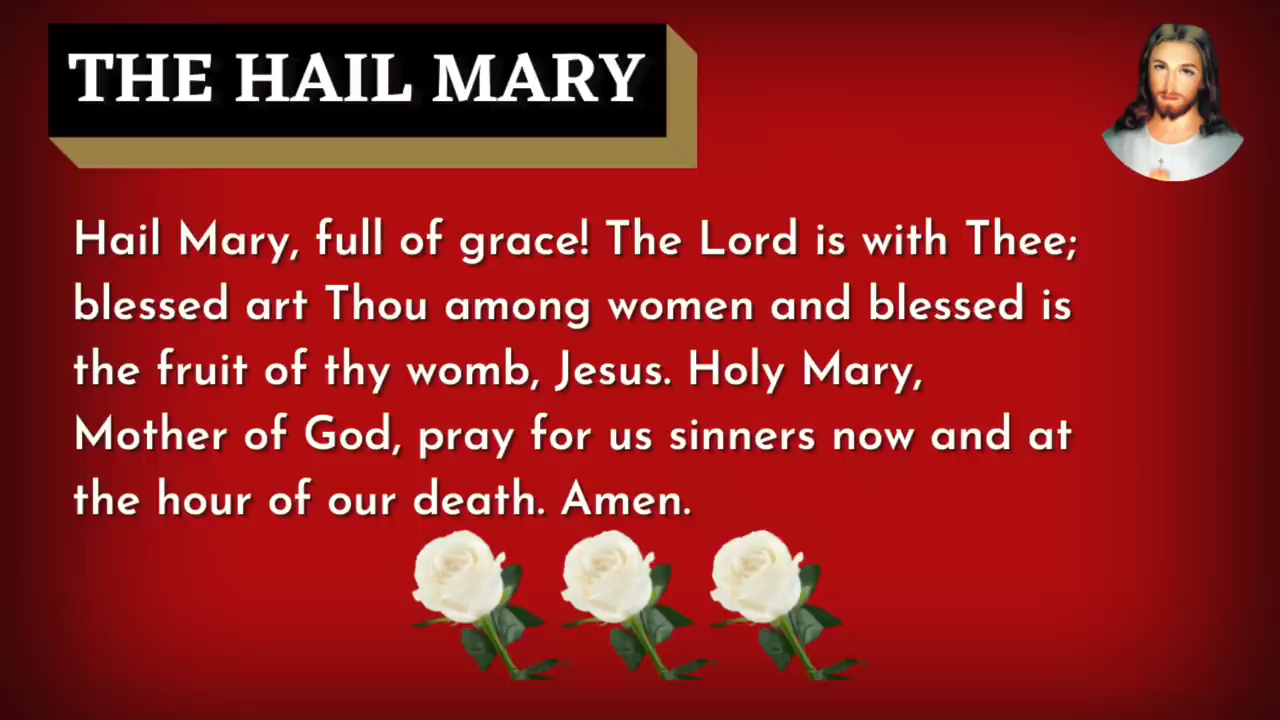 THE HAIL MARY
Hail Mary, full of grace! The Lord is with Thee;
blessed art Thou among women and blessed is
the fruit of thy womb, Jesus. Holy Mary,
Mother of God, pray for us sinners now and at
the hour of our death. Amen.